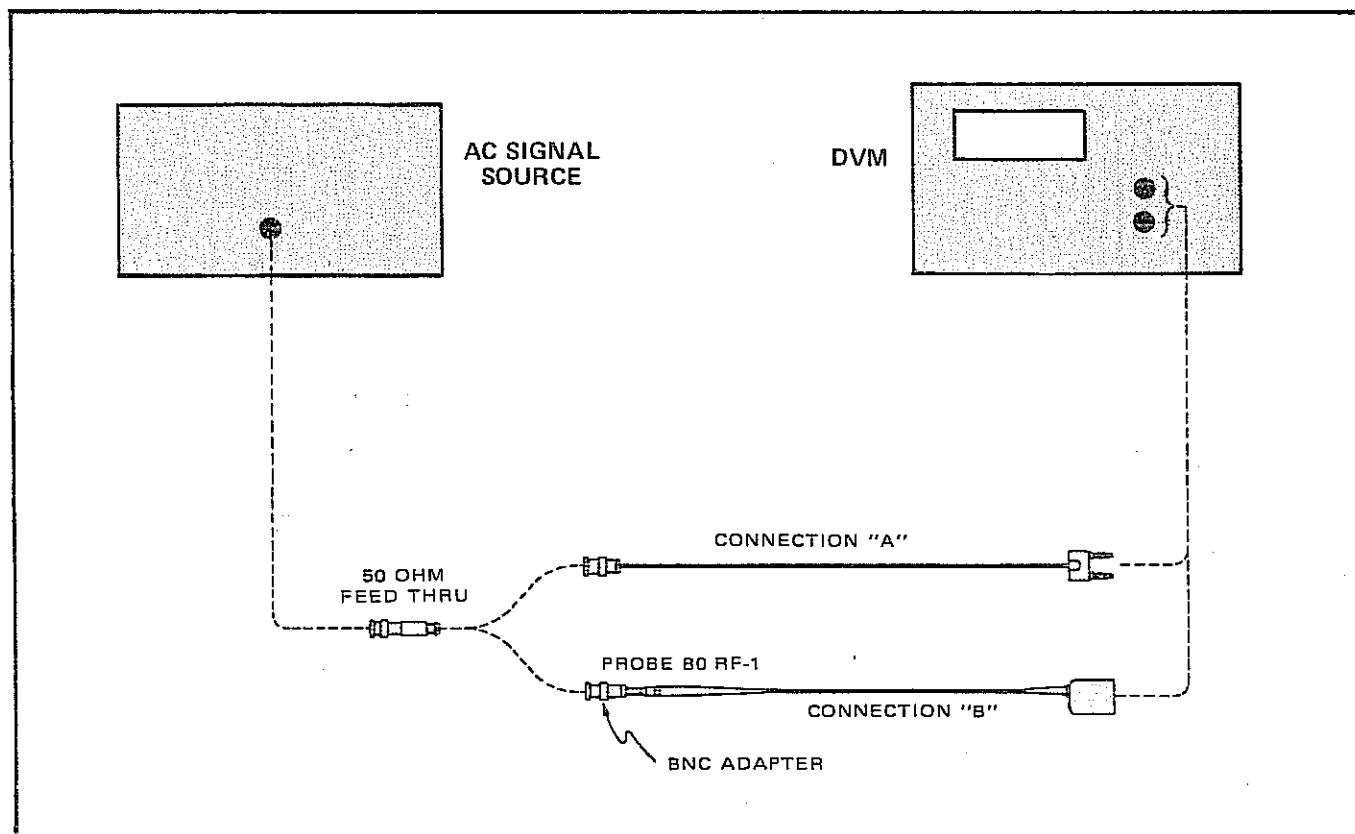 AC SIGNAL
SOURCE
DVM
CONNECTION "A"
50 OHM
FEED THRU
PROBE 80 RF-1
CONNECTION "B"
BNC ADAPTER